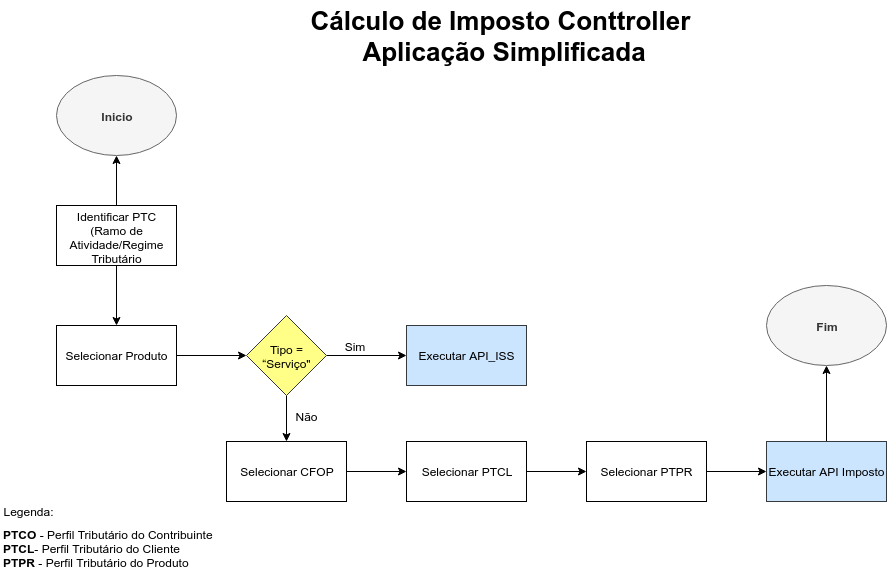 Cálculo de Imposto Conttroller
Aplicação Simplificada
Inicio
Identificar PTC
(Ramo de
Atividade/Regime
Tributário
Selecionar Produto
Tipo =
“Serviço"
Sim
Executar API_ISS
Fim
Não
Selecionar CFOP
Selecionar PTCL
Selecionar PTPR
Executar API Imposto
Legenda:
PTCO - Perfil Tributário do Contribuinte
PTCL- Perfil Tributário do Cliente
PTPR - Perfil Tributário do Produto